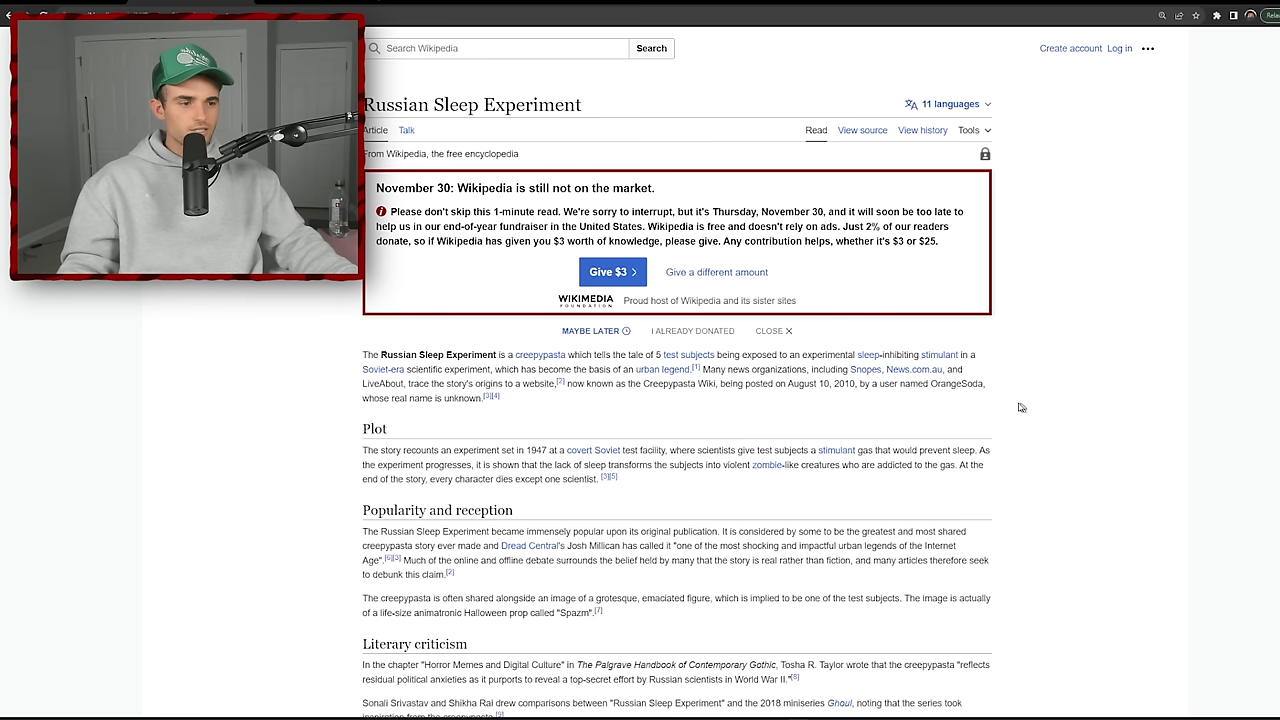 Search Wikipedia
Search
Create account Log in
Russian Sleep Experiment
11 languages
Article Talk
Read View source View history Tools
From Wikipedia, the free encyclopedia
November 30: Wikipedia is still not on the market.
Please don't skip this 1-minute read. We're sorry to interrupt, but it's Thursday, November 30, and it will soon be too late to
help us in our end-of-year fundraiser in the United States. Wikipedia is free and doesn't rely on ads. Just 2% of our readers
donate, so if Wikipedia has given you $3 worth of knowledge, please give. Any contribution helps, whether it's $3 or $25.
Give $3 Give a different amount
WIKIMEDIA
FOUNDATION
Proud host of Wikipedia and its sister sites
MAYBE LATER I ALREADY DONATED CLOSE
The Russian Sleep Experiment is a creepypasta which tells the tale of 5 test subjects being exposed to an experimental sleep-inhibiting stimulant in a
Soviet-era scientific experiment, which has become the basis of an urban legend.[1] Many news organizations, including Snopes, News.com.au, and
LiveAbout, trace the story's origins to a website,[2] now known as the Creepypasta Wiki, being posted on August 10, 2010, by a user named OrangeSoda,
whose real name is unknown.[3][4]
Plot
The story recounts an experiment set in 1947 at a covert Soviet test facility, where scientists give test subjects a stimulant gas that would prevent sleep. As
the experiment progresses, it is shown that the lack of sleep transforms the subjects into violent zombie-like creatures who are addicted to the gas. At the
end of the story, every character dies except one scientist. [3][5]
Popularity and reception
The Russian Sleep Experiment became immensely popular upon its original publication. It is considered by some to be the greatest and most shared
creepypasta story ever made and Dread Central's Josh Millican has called it "one of the most shocking and impactful urban legends of the Internet
Age".[6][3] Much of the online and offline debate surrounds the belief held by many that the story is real rather than fiction, and many articles therefore seek
to debunk this claim.[2]
The creepypasta is often shared alongside an image of a grotesque, emaciated figure, which is implied to be one of the test subjects. The image is actually
of a life-size animatronic Halloween prop called "Spazm".[7]
Literary criticism
In the chapter "Horror Memes and Digital Culture" in The Palgrave Handbook of Contemporary Gothic, Tosha R. Taylor wrote that the creepypasta "reflects
residual political anxieties as it purports to reveal a top-secret effort by Russian scientists in World War II."[8]
Sonali Srivastav and Shikha Rai drew comparisons between "Russian Sleep Experiment" and the 2018 miniseries Ghoul, noting that the series took
inspiration from the creepypasta.[9]